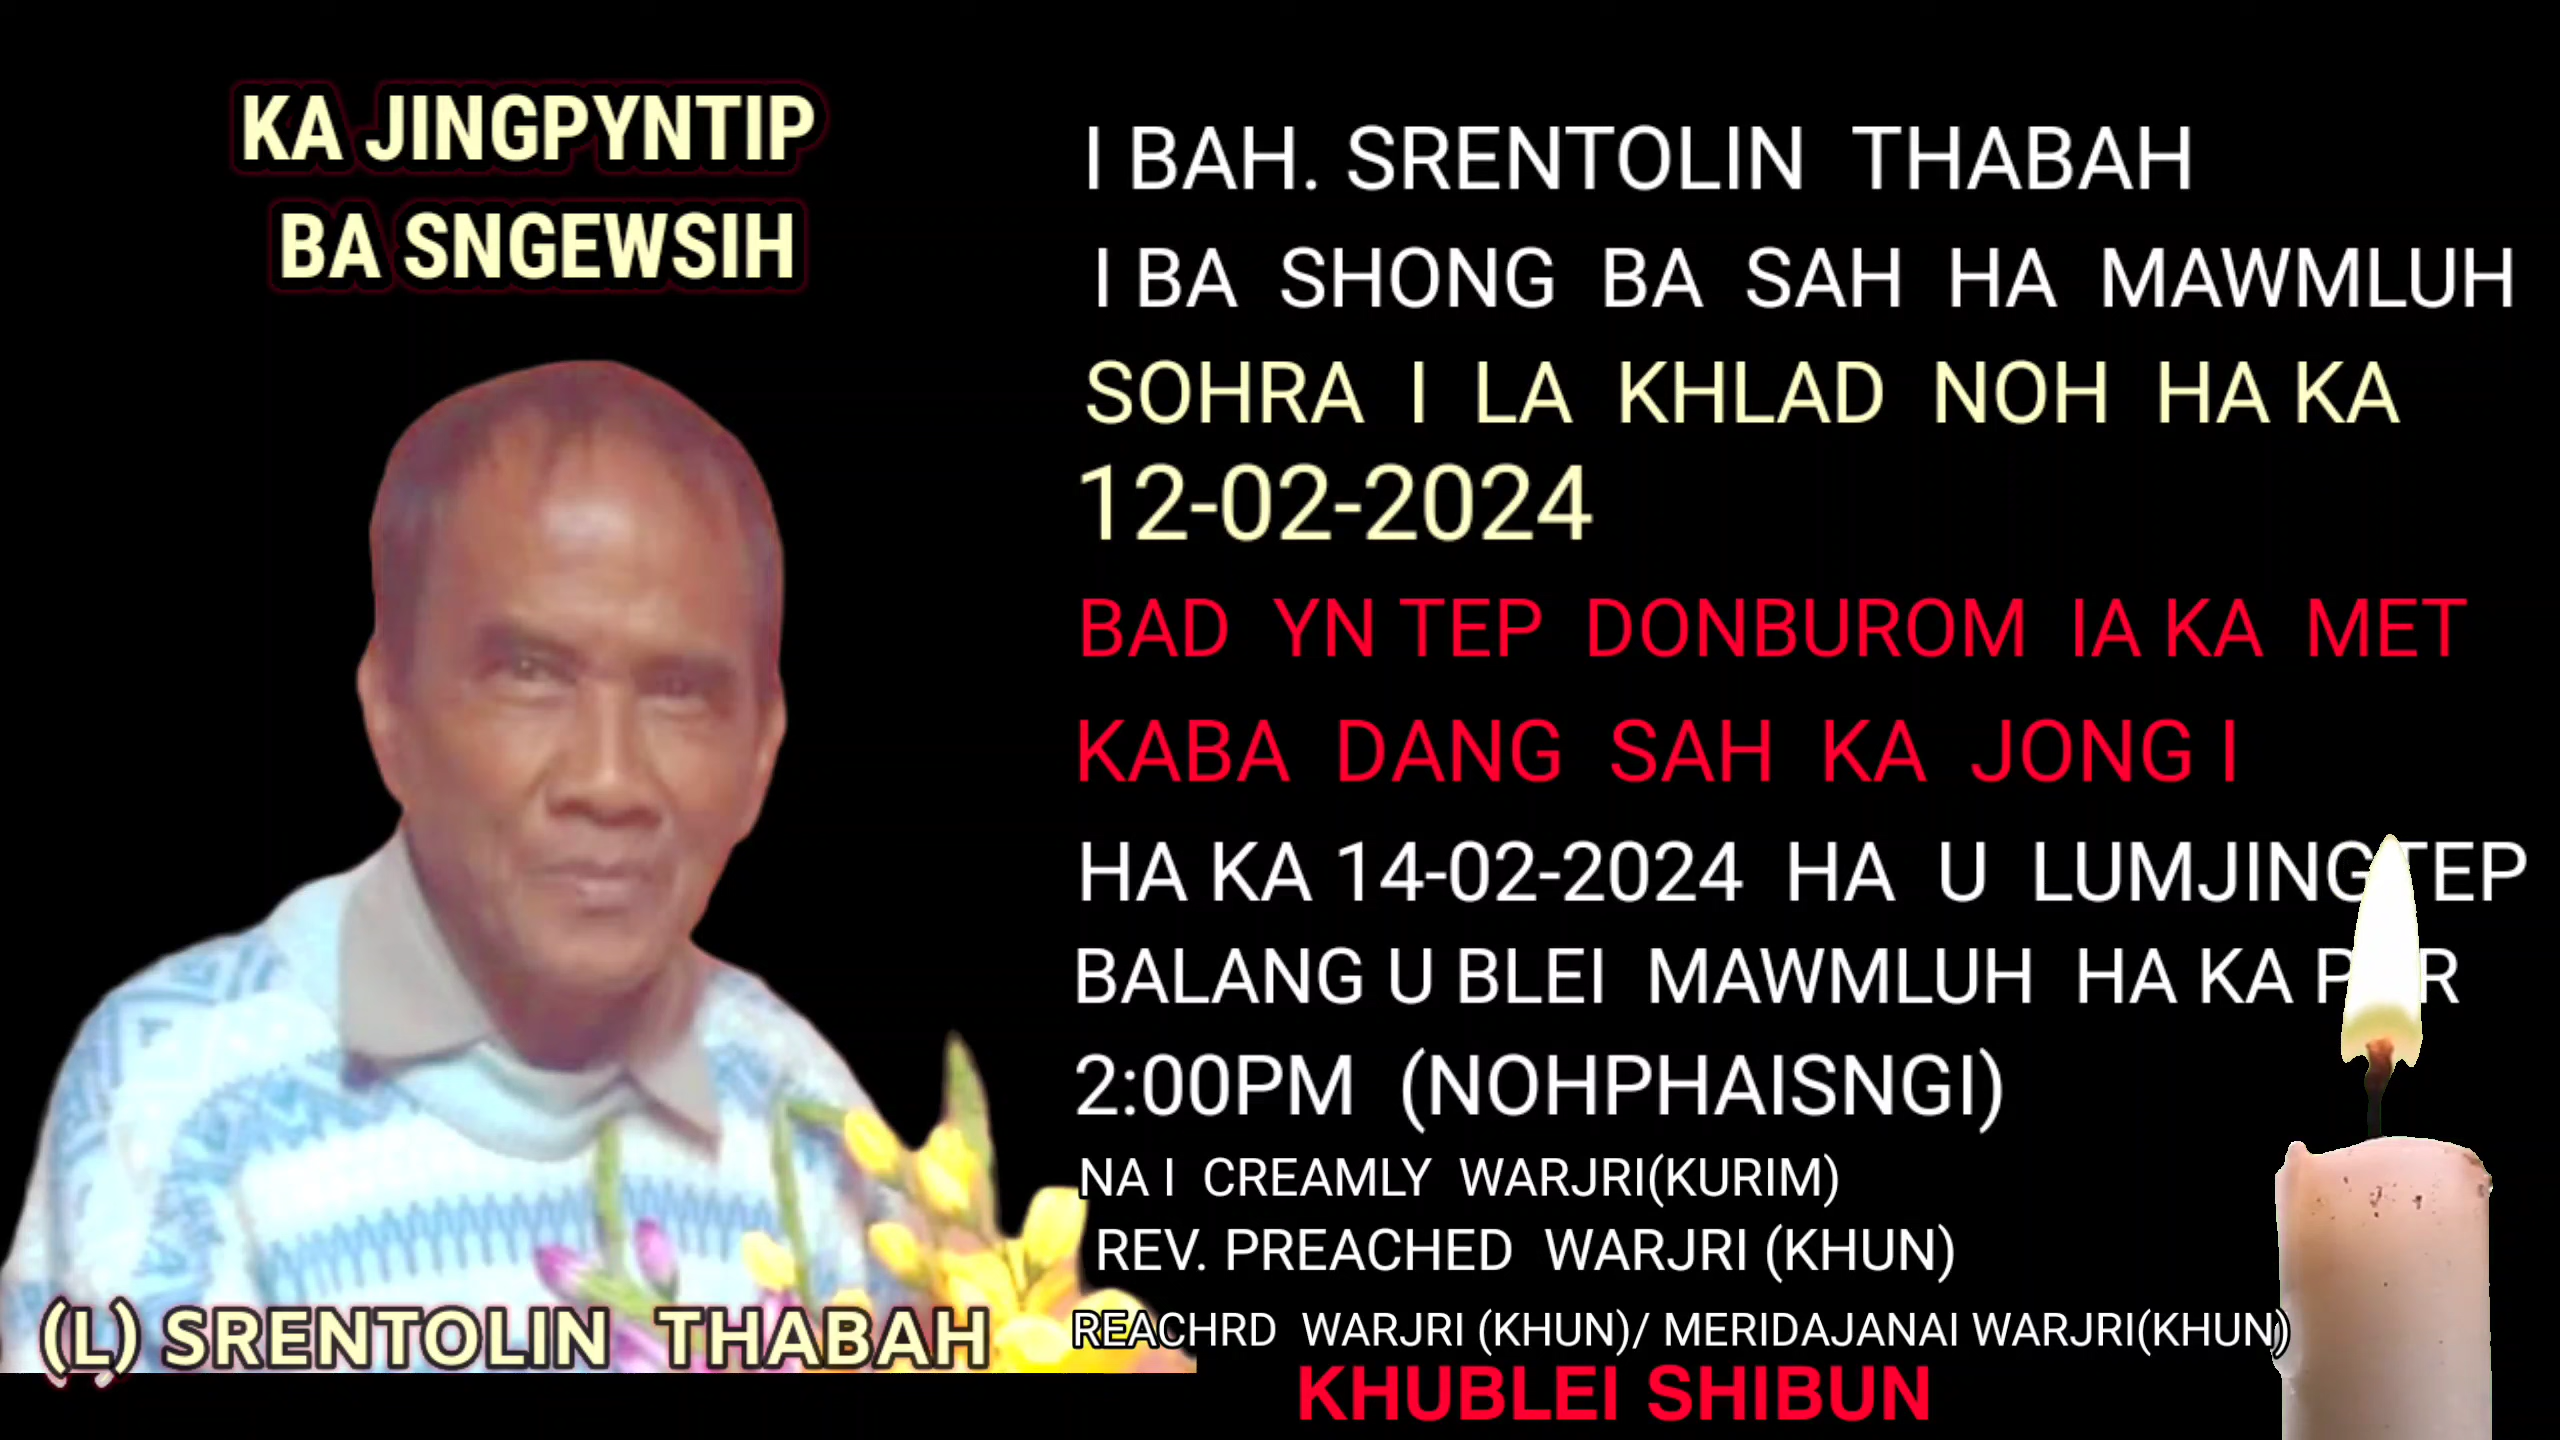 KA JINGPYNTIP
BA SNGEWSIH
I BAH. SRENTOLIN THABAH
I BA SHONG BA SAH HA MAWMLUH
SOHRA I LA KHLAD NOH HA KA
12-02-2024
BAD YN TEP DONBUROM IA KA MET
KABA DANG SAH KA JONG I
HA KA 14-02-2024 HA U LUMJINGTEP
BALANG U BLEI MAWMLUH HA KA
2:00PM (NOHPHAISNGI)
NA I CREAMLY WARJRI(KURIM)
REV. PREACHED WARJRI (KHUN)
REACHRD WARJRI (KHUN)/ MERIDAJANAI WARJRI(KHUN)
KHUBLEI SHIBUN
(L) SRENTOLIN THABAH